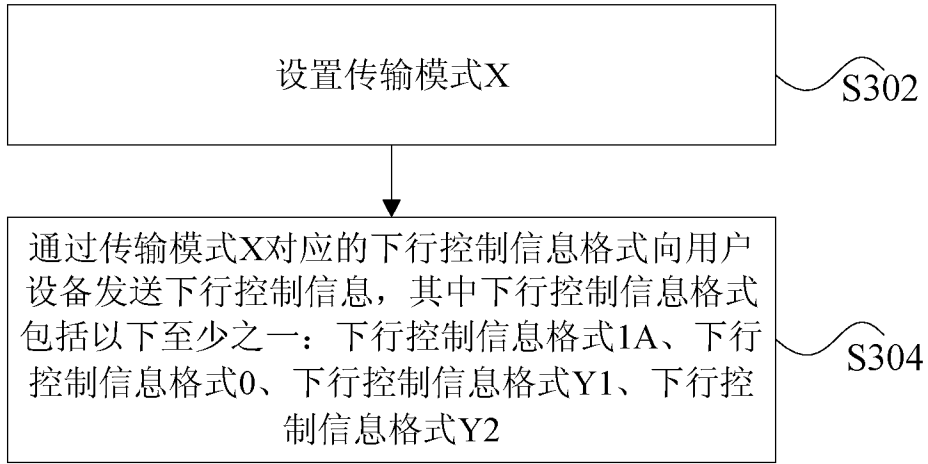 设置传输模式X
S302
通过传输模式X对应的下行控制信息格式向用户
设备发送下行控制信息，其中下行控制信息格式
包括以下至少之一：下行控制信息格式1A、下行
控制信息格式0、下行控制信息格式Y1、下行控
制信息格式Y2
S304